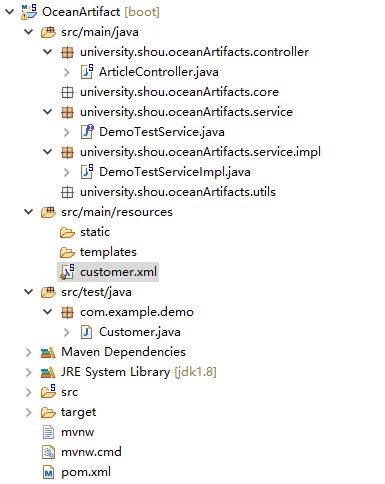 OceanArtifact [boot]
src/main/java
university.shou.oceanArtifacts.controller
ArticleController.java
university.shou.oceanArtifacts.core
university.shou.oceanArtifacts.service
DemoTestService.java
university.shou.oceanArtifacts.service.impl
DemoTestServiceImpl.java
university.shou.oceanArtifacts.utils
src/main/resources
static
templates
customer.xml
src/test/java
com.example.demo
Customer.java
Maven Dependencies
JRE System Library [jdk1.8]
src
target
mvnw
mvnw.cmd
pom.xml